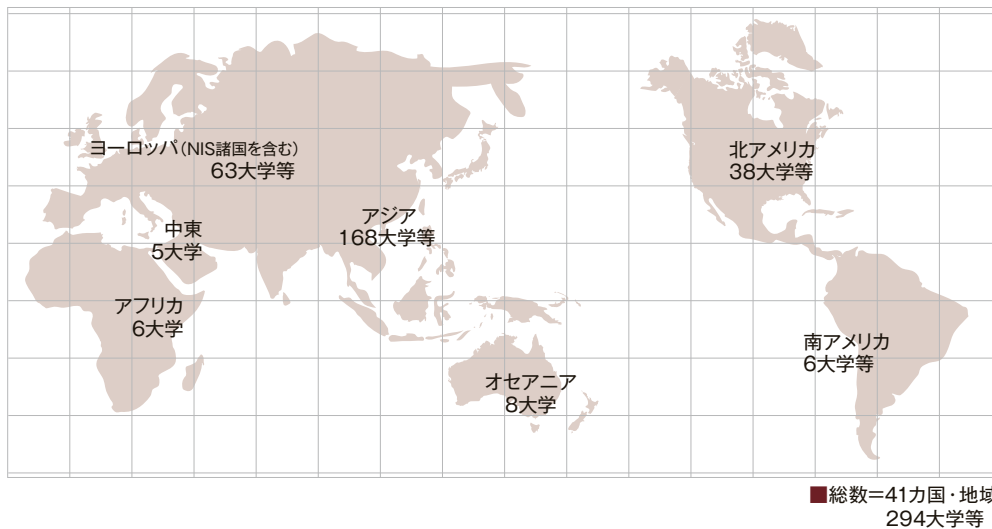 ヨーロッパ(NIS諸国を含む)
63大学等
北アメリカ
38大学等
中東
5大学
アジア
168大学等
アフリカ
6大学
南アメリカ
6大学等
オセアニア
8大学
■総数=41カ国・地域
294大学等